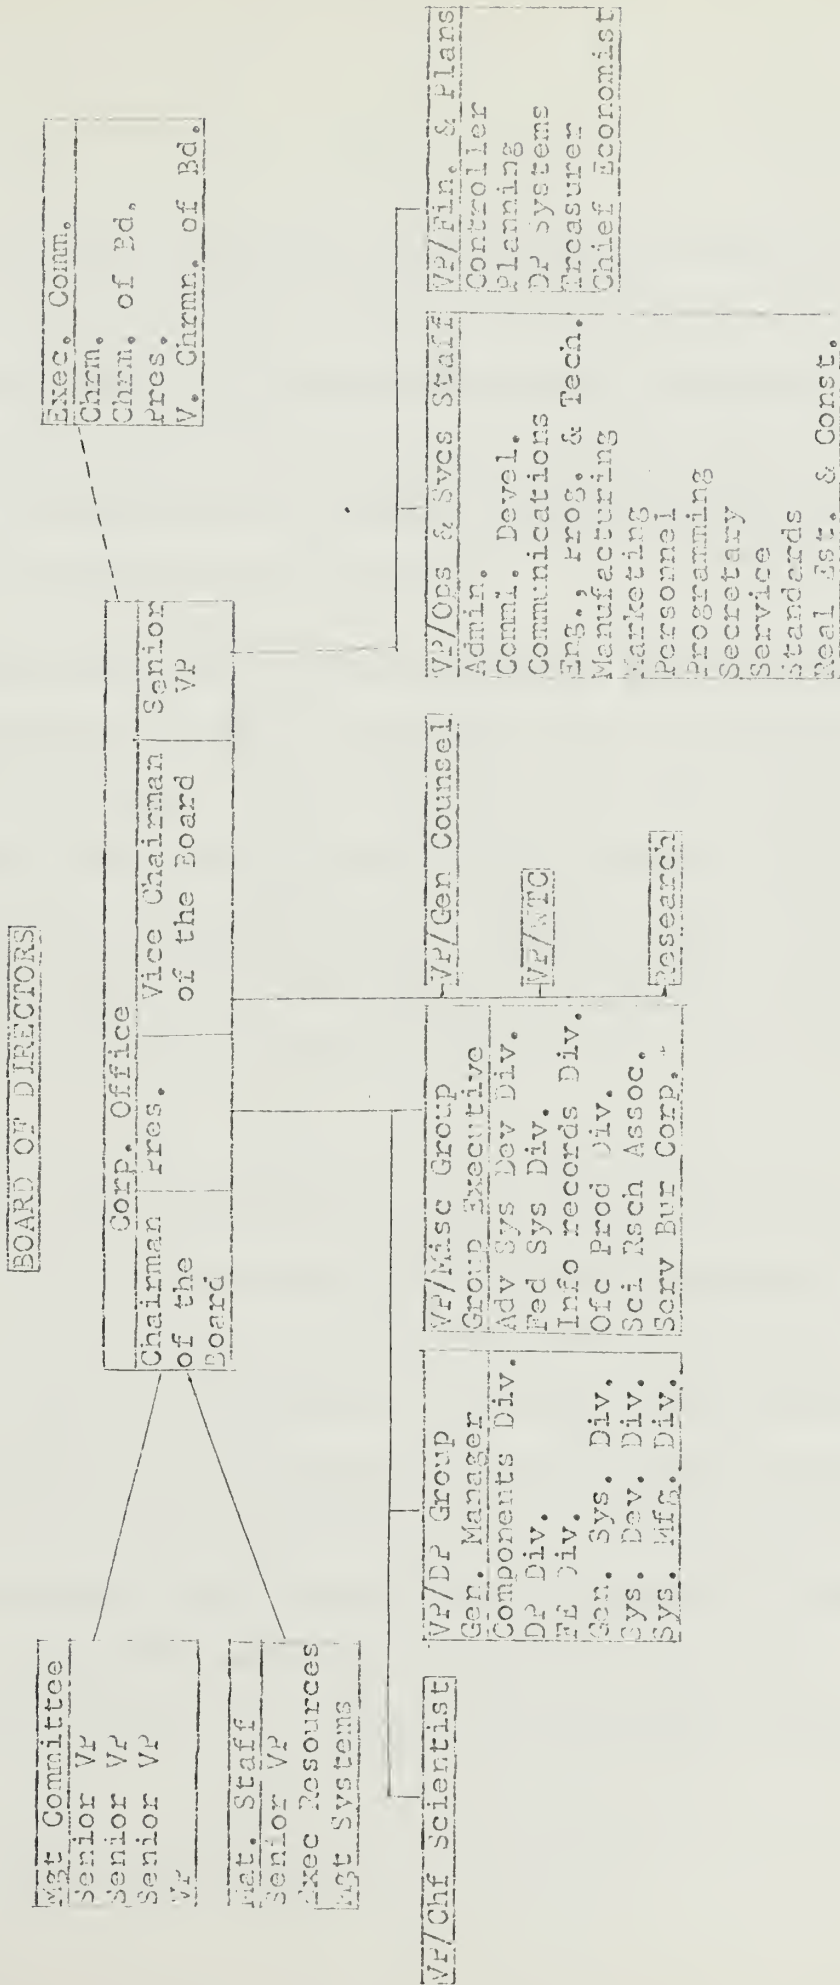 BOARD OF DIRECTORS
Corp. Office
Chairman
of the
Board
Pres.
Vice Chairman
of the Board
Senior
VP
Exec. Comm.
Chrm.
Chrm. of Bd.
Pres.
V. Chrmn. of Bd.
Mgt Committee
Senior VP
Senior VP
Senior VP
VP
Staff
Senior VP
Exec Resources
Mgt Systems
VP/Chf Scientist
VP/DP Group
Gen. Manager
Components Div.
DP Div.
FE Div.
Gen. Sys. Div.
Sys. Dev. Div.
Sys. Mfg. Div.
VP/Misc Group
Group Executive
Adv Sys Dev Div.
Fed Sys Div.
Info records Div.
Ofc Prod Div.
Sci Rsch Assoc.
Serv Bur Corp.
VP/Gen Counsel
VP/WTC
Research
VP/Ops & Svcs Staff
Admin.
Comml. Devel.
Communications
Eng., Prog. & Tech.
Manufacturing
Marketing
Personnel
Programming
Secretary
Service
Standards
Real Est. & Const.
VP/Fin. & Plans
Controller
Planning
DP Systems
Treasurer
Chief Economist